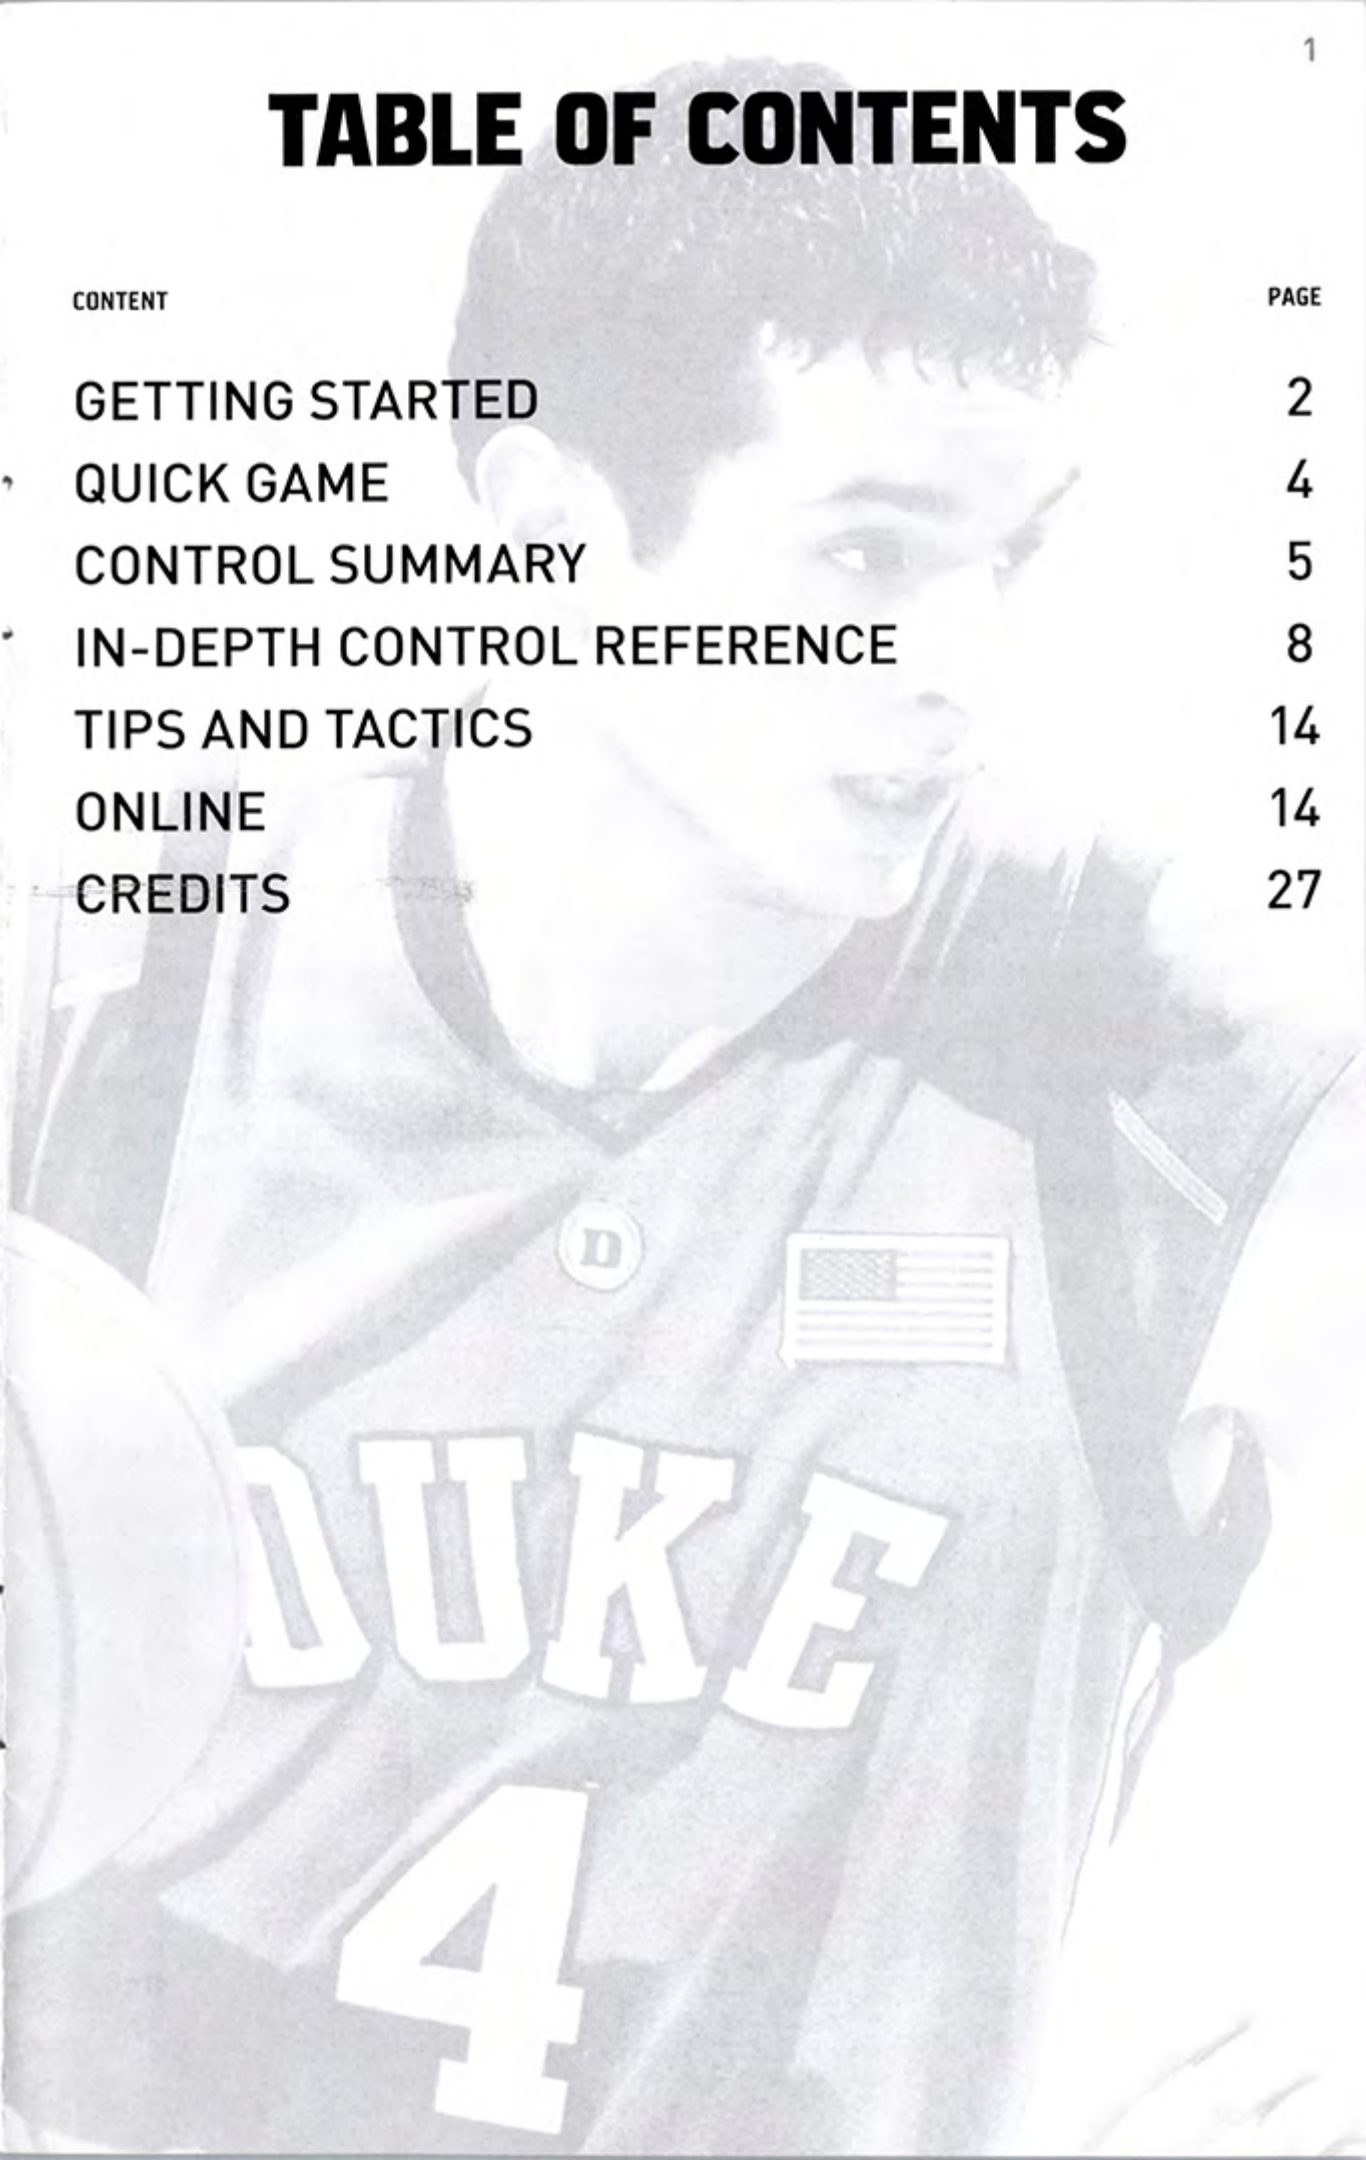 1
TABLE OF CONTENTS
CONTENT PAGE
GETTING STARTED 2
QUICK GAME 4
CONTROL SUMMARY 5
IN-DEPTH CONTROL REFERENCE 8
TIPS AND TACTICS 14
ONLINE 14
CREDITS 27
D
DUKE
4